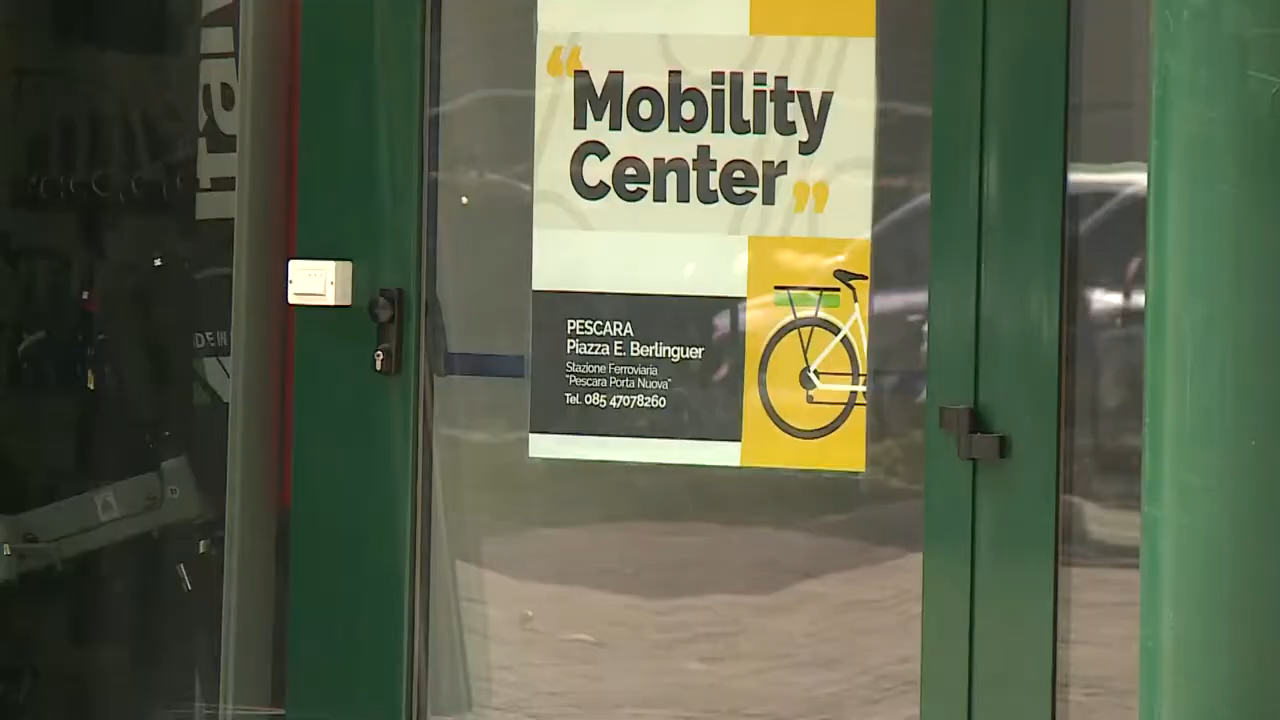 “Mobility
Center”
PESCARA
Piazza E. Berlinguer
Stazione Ferroviaria
"Pescara Porta Nuova"
Tel. 085 47078260